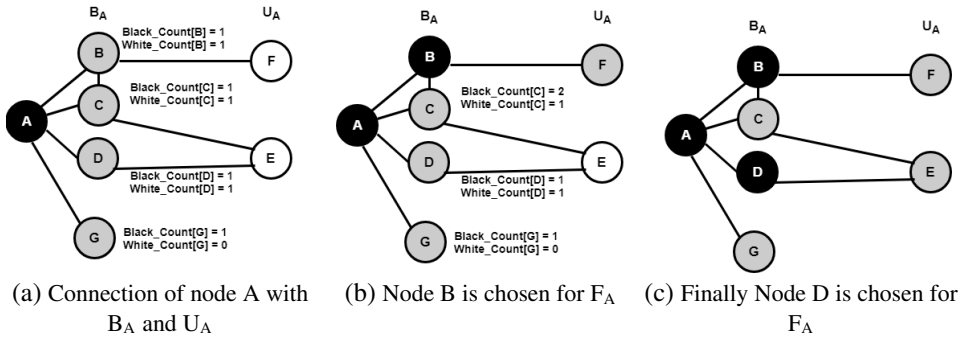 B_A U_A
Black_Count[B] = 1
White_Count[B] = 1
B
F
Black_Count[C] = 1
White_Count[C] = 1
C
A
D
E
Black_Count[D] = 1
White_Count[D] = 1
G
Black_Count[G] = 1
White_Count[G] = 0
(a) Connection of node A with
B_A and U_A
B_A U_A
B
F
Black_Count[C] = 2
White_Count[C] = 1
C
A
D
E
Black_Count[D] = 1
White_Count[D] = 1
G
Black_Count[G] = 1
White_Count[G] = 0
(b) Node B is chosen for F_A
B_A U_A
B
F
C
A
D
E
G
(c) Finally Node D is chosen for
F_A